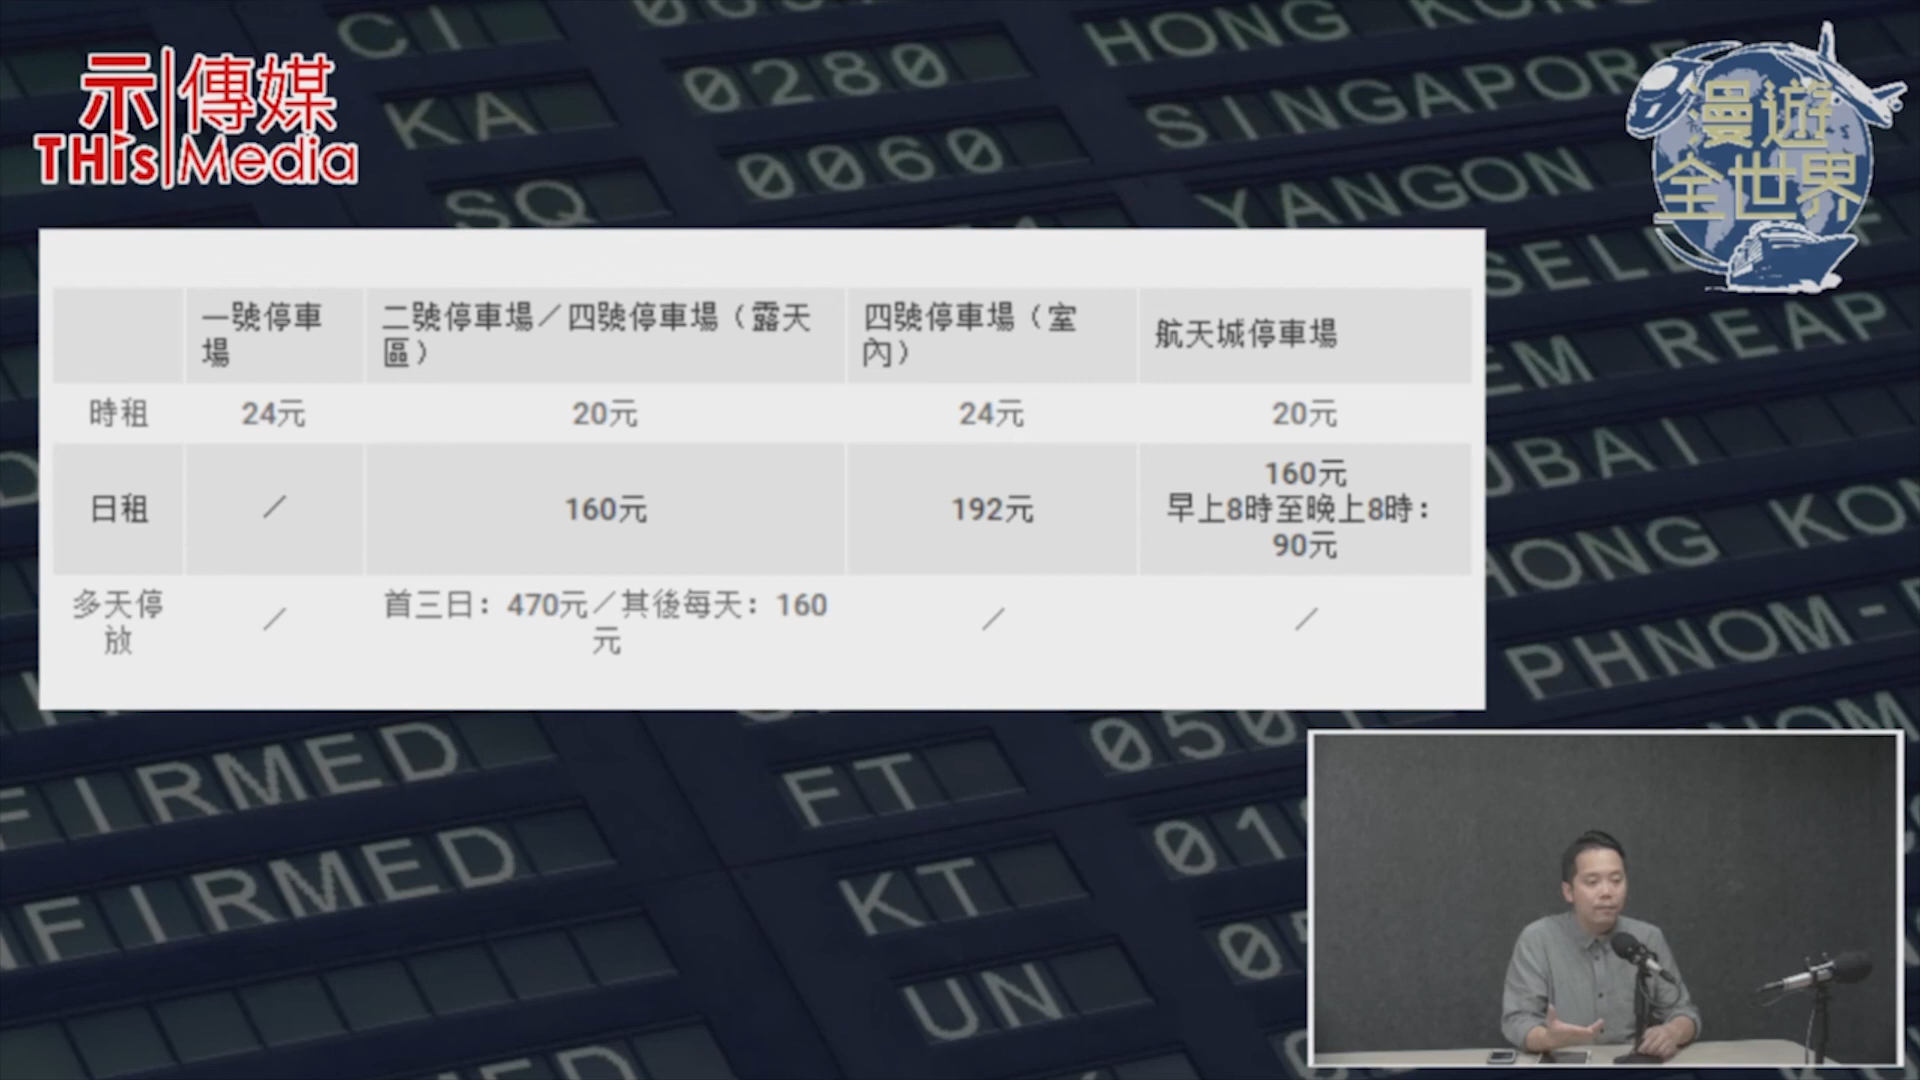 CI
HONG KONG
示傳媒
THis Media
KA
0280
SINGAPORE
漫遊
全世界
SQ
0060
YANGON
一號停車場
二號停車場／四號停車場（露天區）
四號停車場（室內）
航天城停車場
時租
24元
20元
24元
20元
日租
／
160元
192元
160元
早上8時至晚上8時：
90元
多天停放
／
首三日：470元／其後每天：160元
／
／
EM REAP
UBAI
HONG KO
PHNOM-
FIRMED
FT
FIRMED
KT
UN